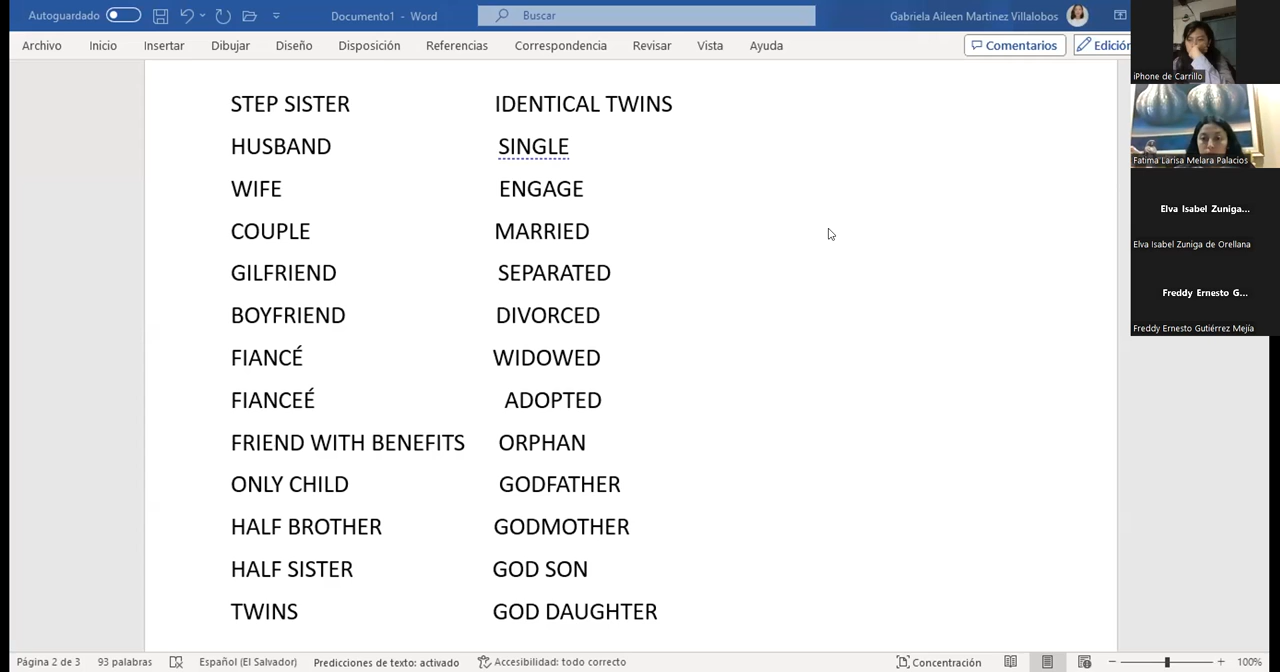 Autoguardado Documento1 - Word Buscar Gabriela Aileen Martinez Villalobos
Archivo Inicio Insertar Dibujar Diseño Disposición Referencias Correspondencia Revisar Vista Ayuda Comentarios Edición
STEP SISTER IDENTICAL TWINS
HUSBAND SINGLE
WIFE ENGAGE
COUPLE MARRIED
GILFRIEND SEPARATED
BOYFRIEND DIVORCED
FIANCÉ WIDOWED
FIANCEÉ ADOPTED
FRIEND WITH BENEFITS ORPHAN
ONLY CHILD GODFATHER
HALF BROTHER GODMOTHER
HALF SISTER GOD SON
TWINS GOD DAUGHTER
iPhone de Carrillo
Fatima Larisa Melara Palacios
Elva Isabel Zuniga...
Elva Isabel Zuniga de Orellana
Freddy Ernesto G...
Freddy Ernesto Gutiérrez Mejía
Página 2 de 3 93 palabras Español (El Salvador) Predicciones de texto: activado Accesibilidad: todo correcto Concentración 100%